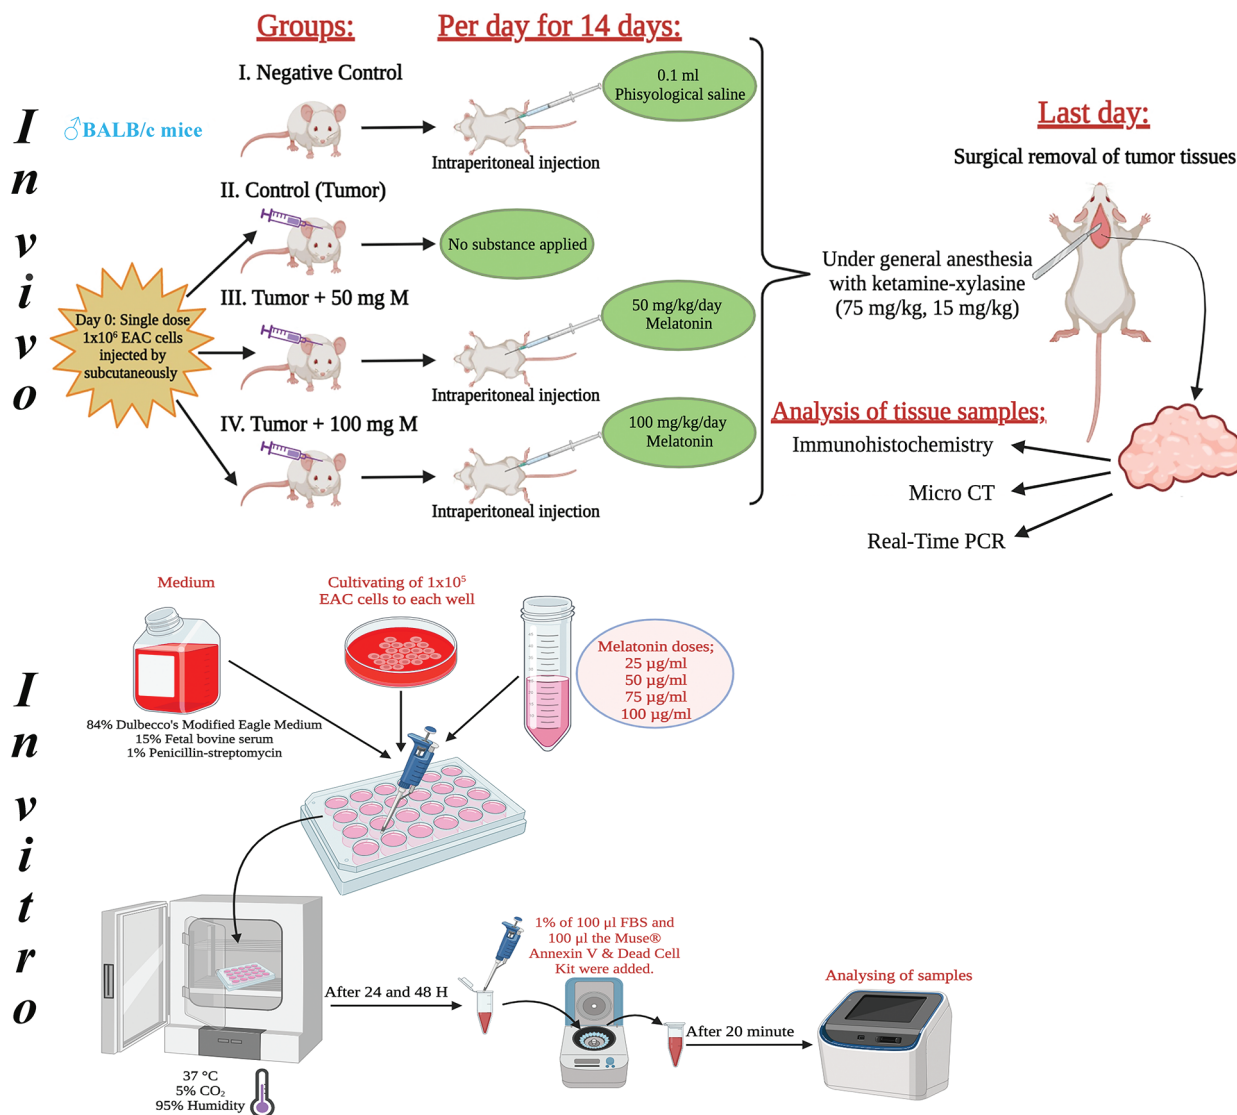 In vivo
Groups:
Per day for 14 days:
♂BALB/c mice
I. Negative Control
Intraperitoneal injection
0.1 ml
Phisyological saline
II. Control (Tumor)
No substance applied
Day 0: Single dose
1x10⁶ EAC cells
injected by
subcutaneously
III. Tumor + 50 mg M
Intraperitoneal injection
50 mg/kg/day
Melatonin
IV. Tumor + 100 mg M
Intraperitoneal injection
100 mg/kg/day
Melatonin
Last day:
Surgical removal of tumor tissues
Under general anesthesia
with ketamine-xylasine
(75 mg/kg, 15 mg/kg)
Analysis of tissue samples;
Immunohistochemistry
Micro CT
Real-Time PCR
In vitro
Medium
84% Dulbecco's Modified Eagle Medium
15% Fetal bovine serum
1% Penicillin-streptomycin
Cultivating of 1x10⁵
EAC cells to each well
Melatonin doses;
25 µg/ml
50 µg/ml
75 µg/ml
100 µg/ml
37 °C
5% CO₂
95% Humidity
After 24 and 48 H
1% of 100 µl FBS and
100 µl the Muse®
Annexin V & Dead Cell
Kit were added.
After 20 minute
Analysing of samples